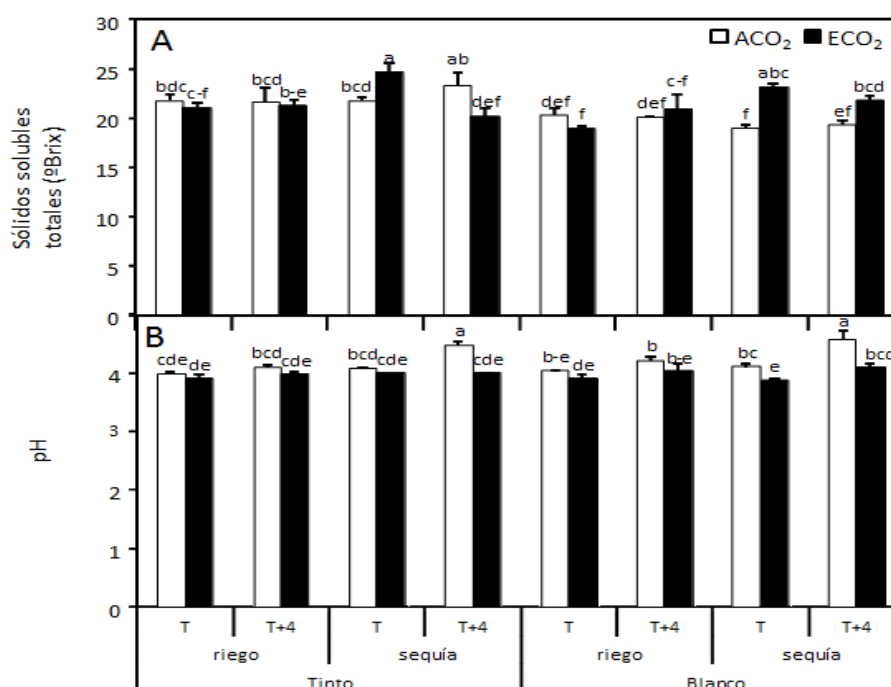 30
A
ACO₂ ECO₂
25
bdc c-f bcd b-e bcd a ab def def f def c-f f abc ef bcd
20
15
10
5
0
Sólidos solubles
totales (ºBrix)
B
cde de bcd cde bcd cde a cde b-e de b b-e bc e a bcd
4
3
2
1
0
pH
T T+4 T T+4 T T+4 T T+4
riego sequía riego sequía
Tinto Blanco